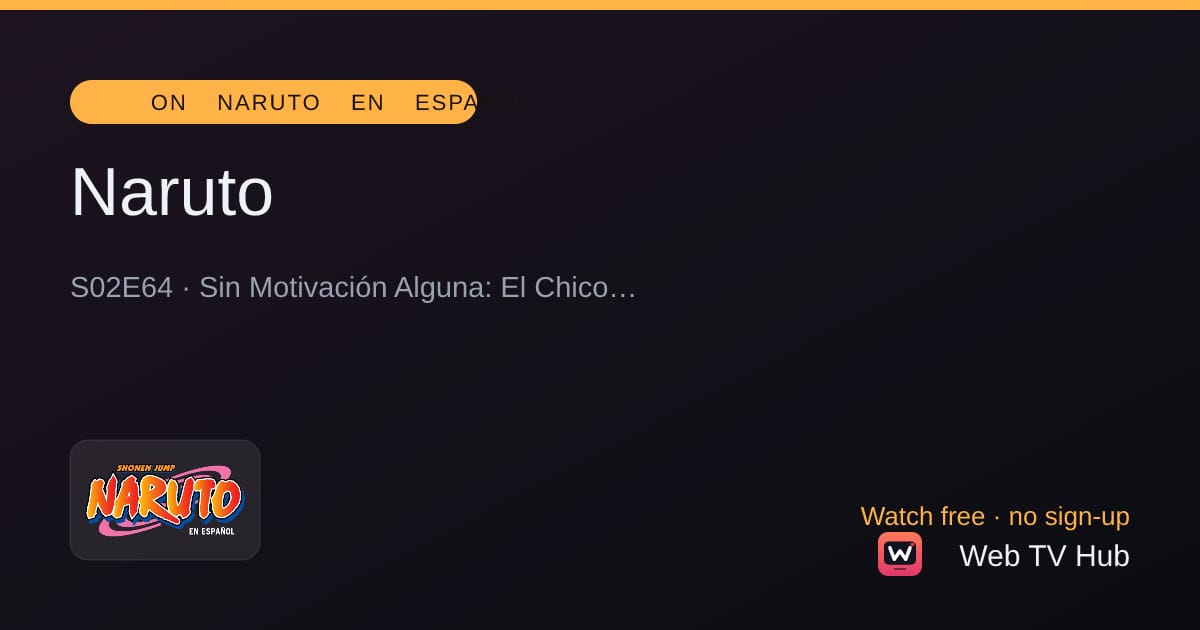 ON NARUTO EN ESPA
Naruto
S02E64 · Sin Motivación Alguna: El Chico…
SHONEN JUMP
NARUTO
EN ESPAÑOL
Watch free · no sign-up
W
Web TV Hub